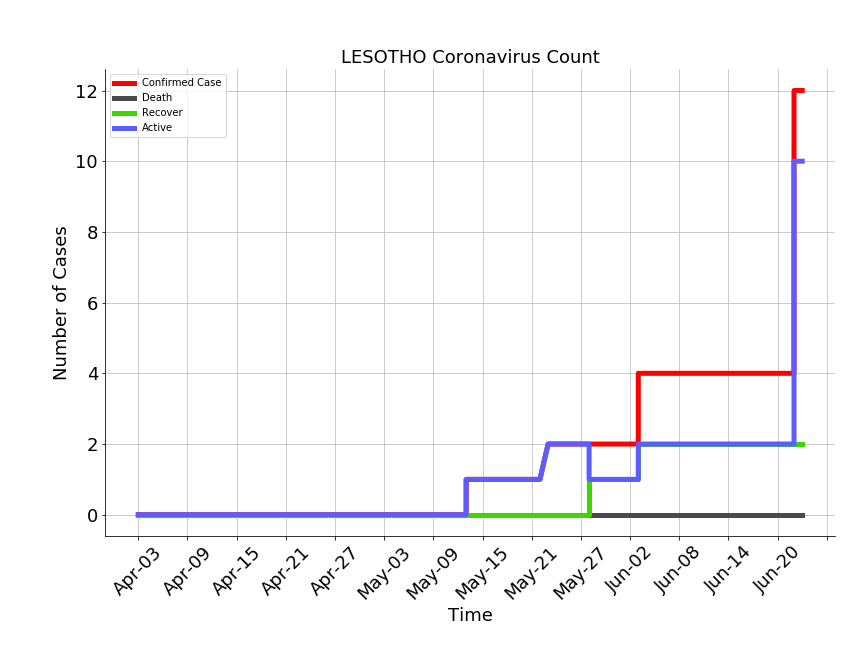 LESOTHO Coronavirus Count
Confirmed Case
Death
Recover
Active
Number of Cases
12
10
8
6
4
2
0
Apr-03
Apr-09
Apr-15
Apr-21
Apr-27
May-03
May-09
May-15
May-21
May-27
Jun-02
Jun-08
Jun-14
Jun-20
Time